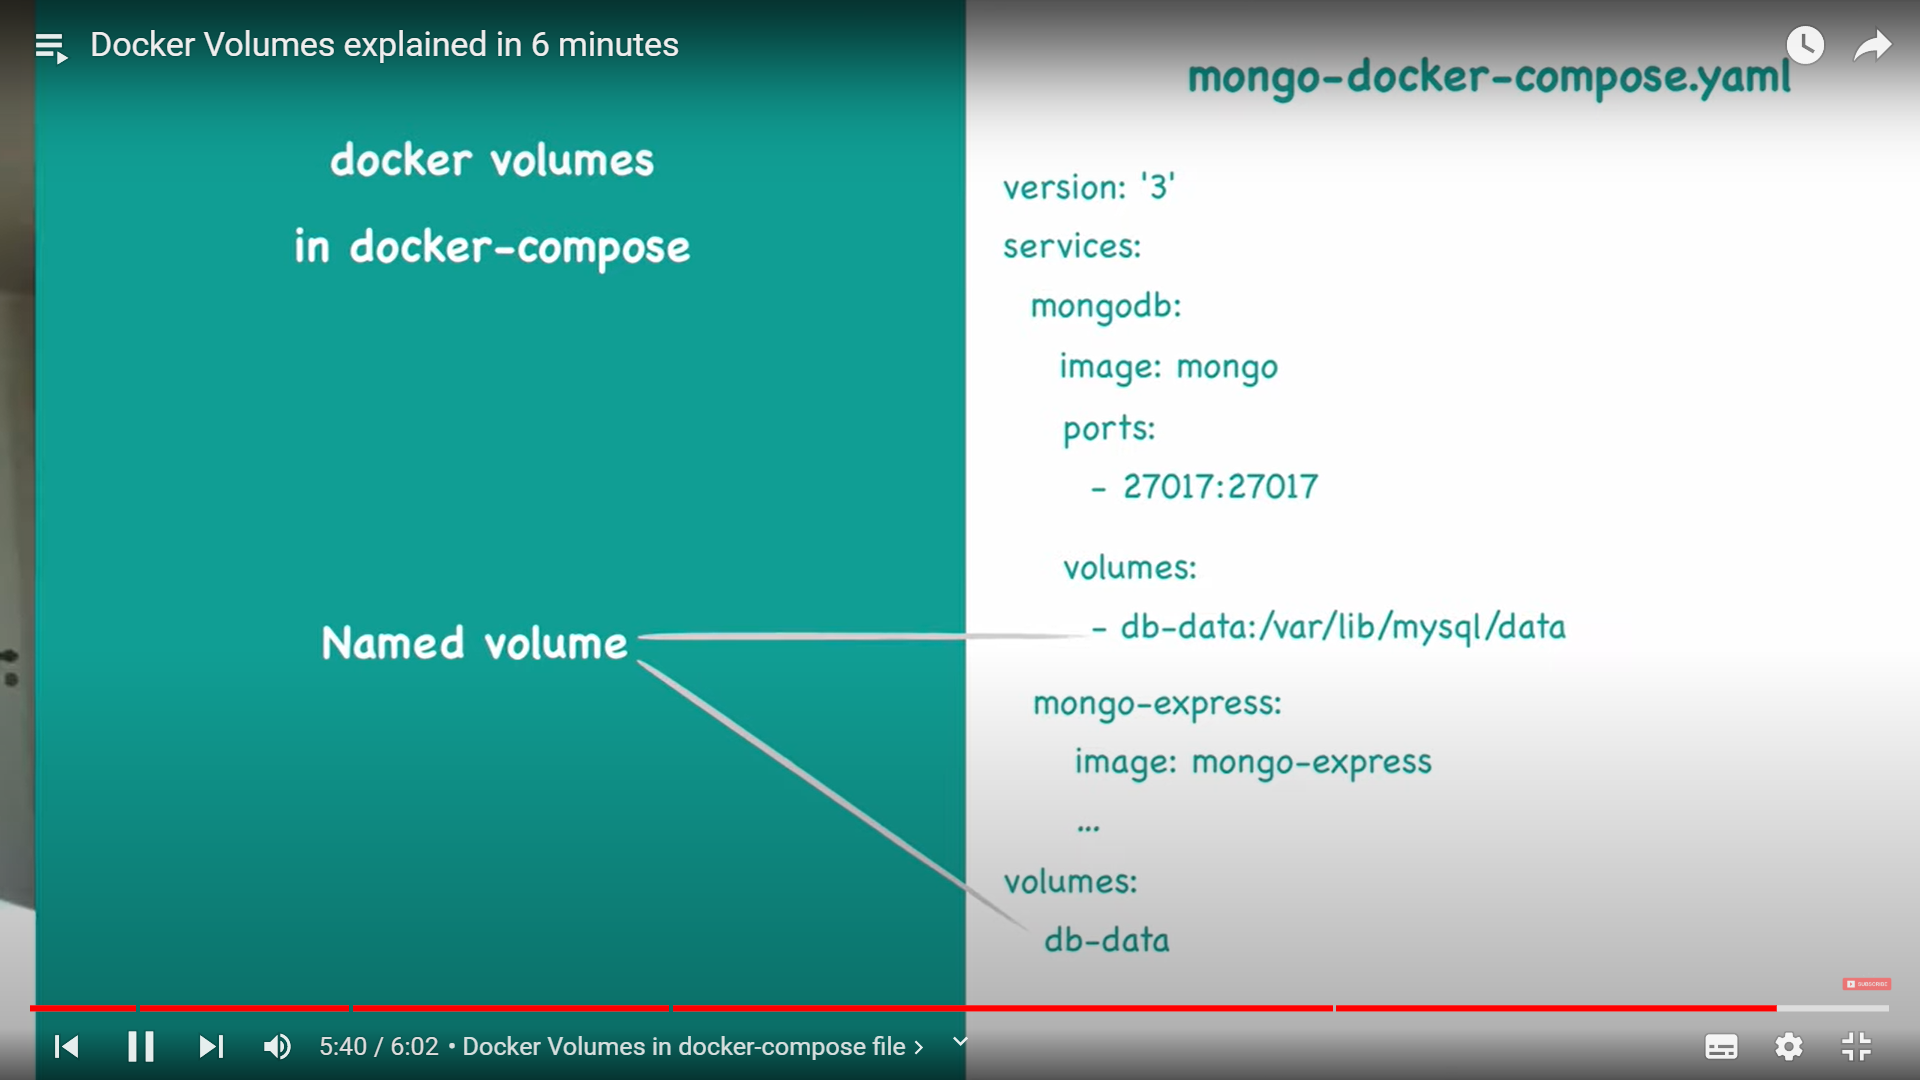 Docker Volumes explained in 6 minutes
docker volumes
in docker-compose
Named volume
mongo-docker-compose.yaml
version: '3'
services:
mongodb:
image: mongo
ports:
- 27017:27017
volumes:
- db-data:/var/lib/mysql/data
mongo-express:
image: mongo-express
...
volumes:
db-data
SUBSCRIBE
5:40 / 6:02 • Docker Volumes in docker-compose file